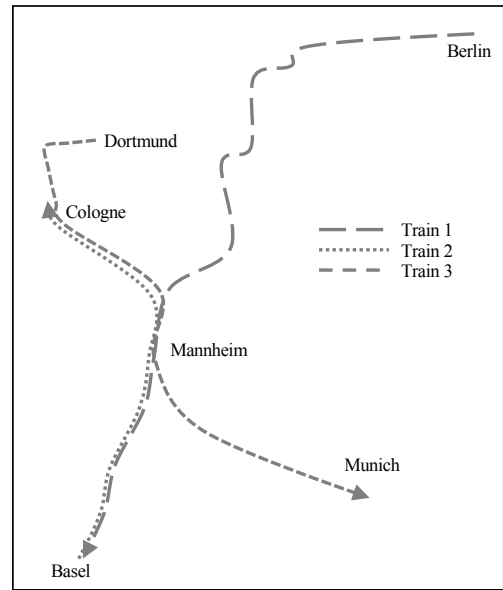 Berlin
Dortmund
Cologne
Train 1
Train 2
Train 3
Mannheim
Munich
Basel